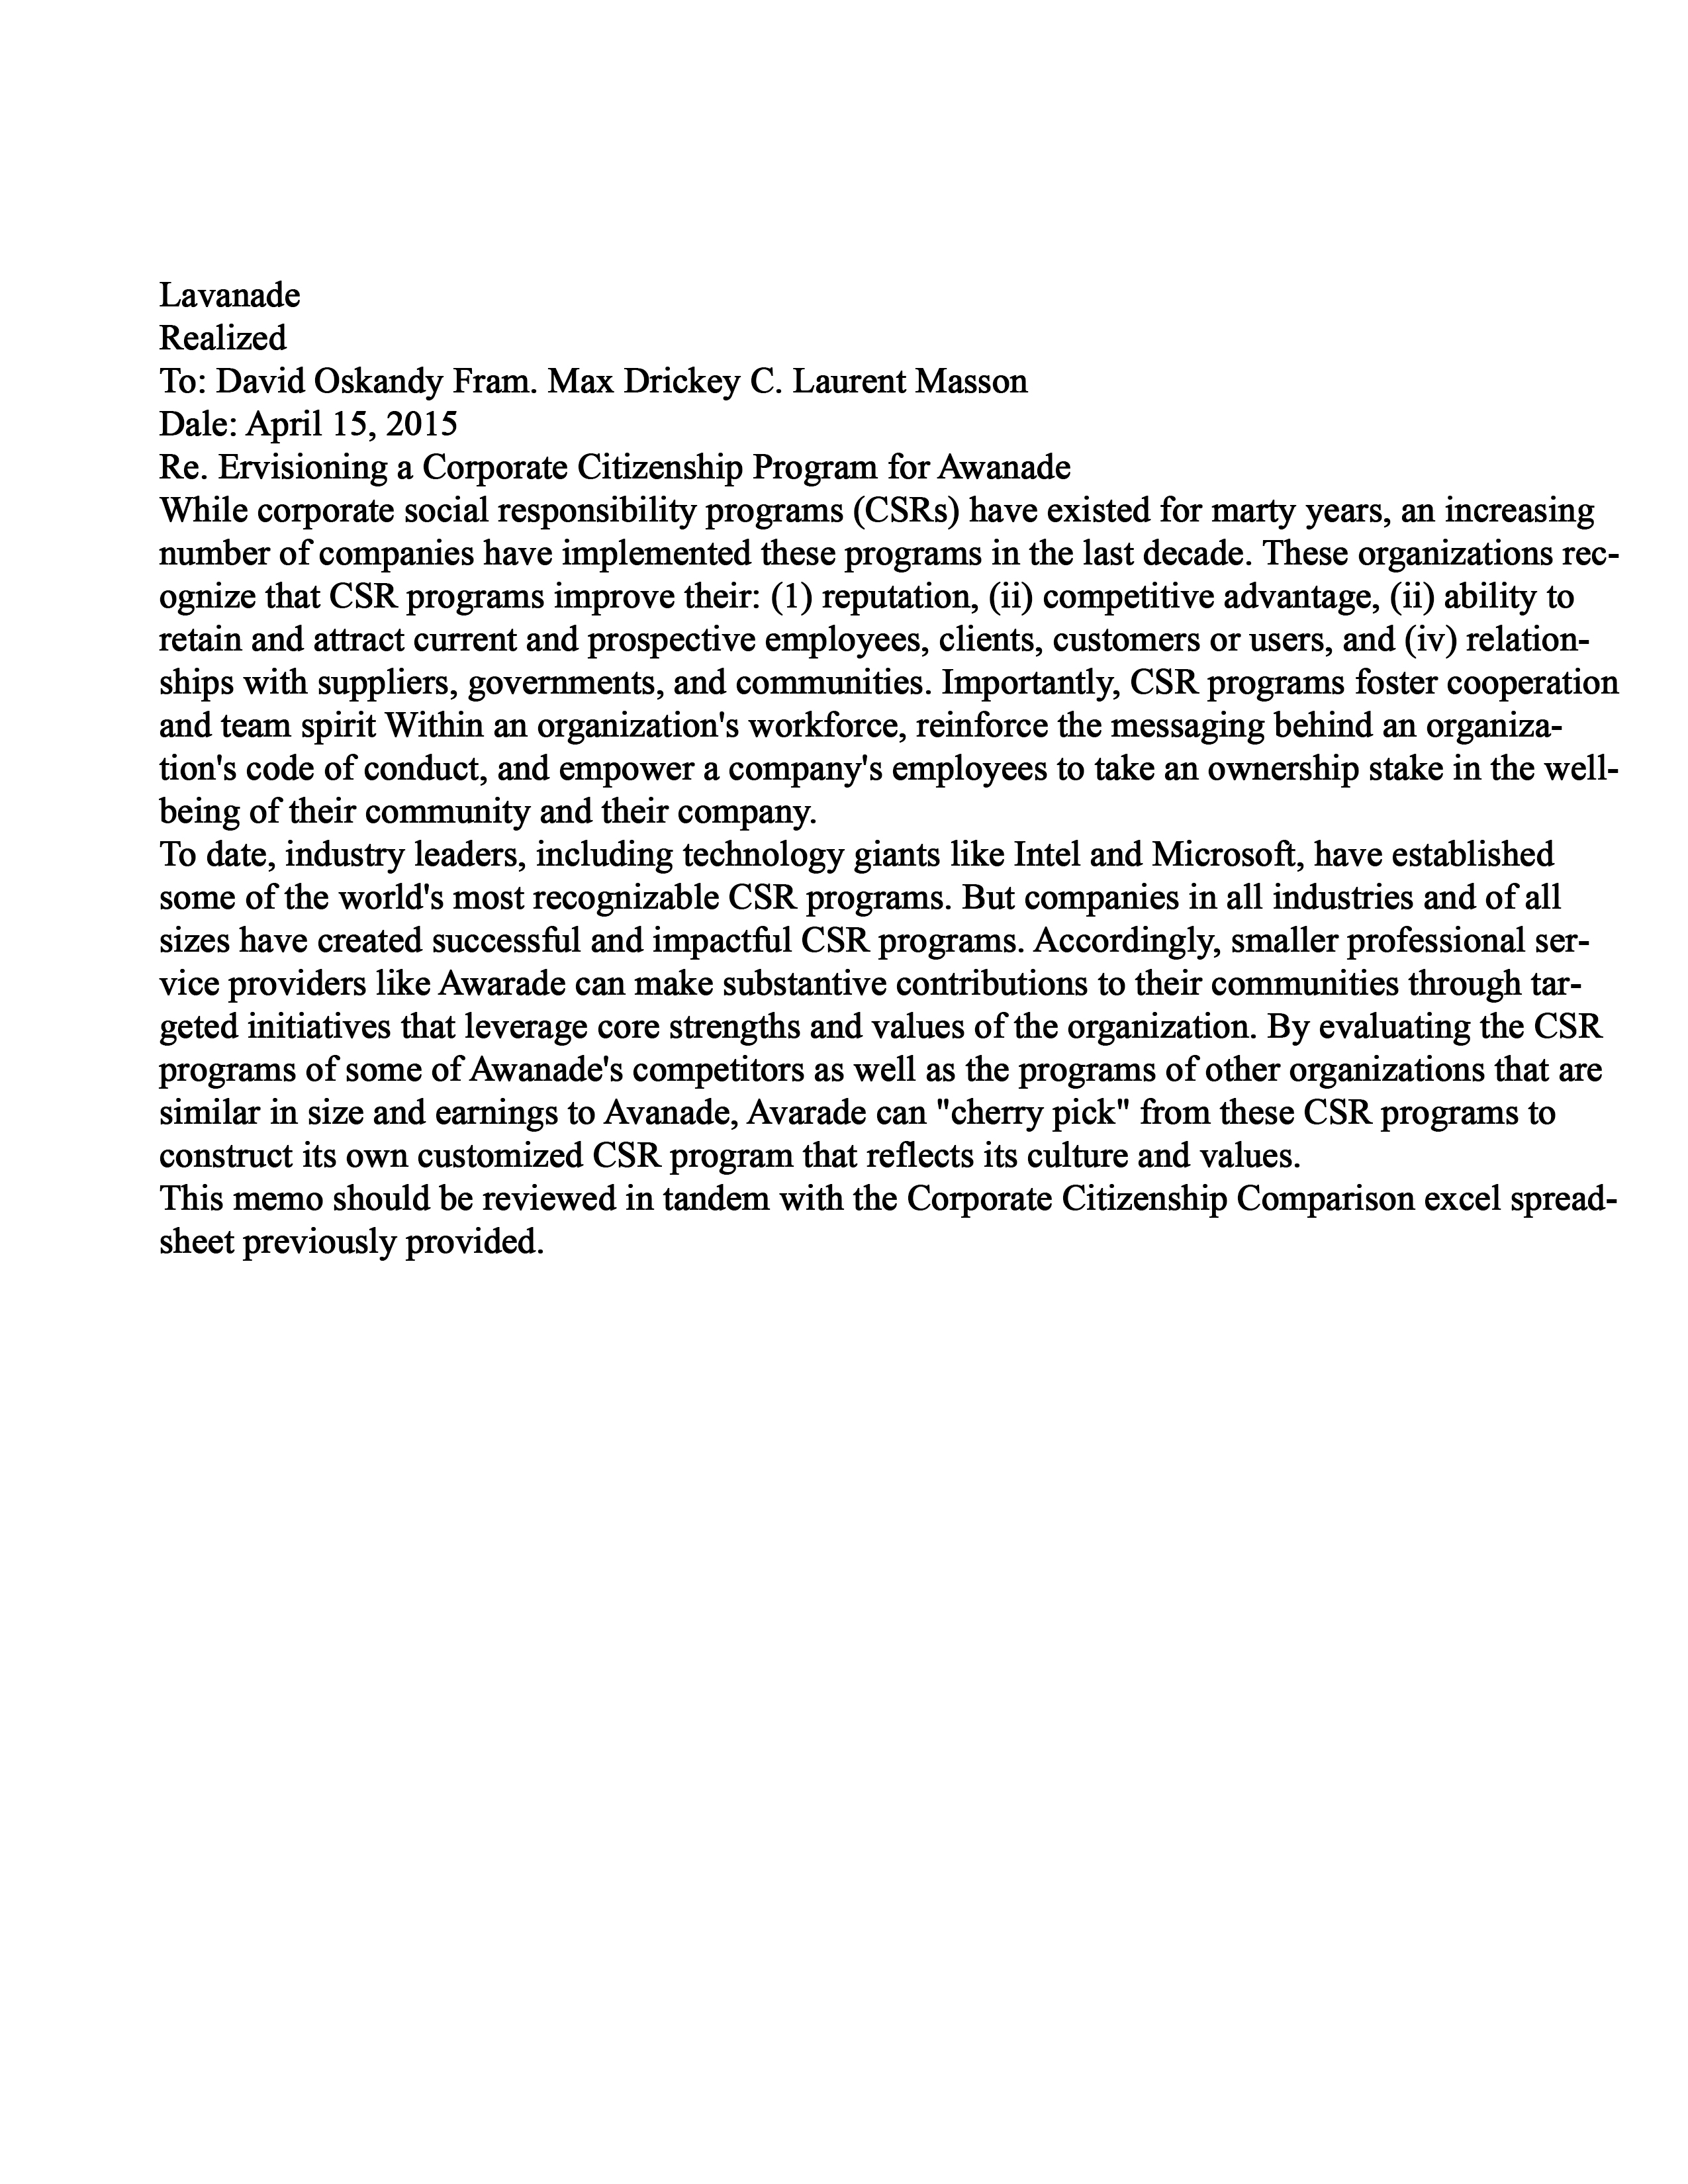 Lavanade
Realized
To: David Oskandy Fram. Max Drickey C. Laurent Masson
Dale: April 15, 2015
Re. Ervisioning a Corporate Citizenship Program for Awanade
While corporate social responsibility programs (CSRs) have existed for marty years, an increasing
number of companies have implemented these programs in the last decade. These organizations rec-
ognize that CSR programs improve their: (1) reputation, (ii) competitive advantage, (ii) ability to
retain and attract current and prospective employees, clients, customers or users, and (iv) relation-
ships with suppliers, governments, and communities. Importantly, CSR programs foster cooperation
and team spirit Within an organization's workforce, reinforce the messaging behind an organiza-
tion's code of conduct, and empower a company's employees to take an ownership stake in the well-
being of their community and their company.
To date, industry leaders, including technology giants like Intel and Microsoft, have established
some of the world's most recognizable CSR programs. But companies in all industries and of all
sizes have created successful and impactful CSR programs. Accordingly, smaller professional ser-
vice providers like Awarade can make substantive contributions to their communities through tar-
geted initiatives that leverage core strengths and values of the organization. By evaluating the CSR
programs of some of Awanade's competitors as well as the programs of other organizations that are
similar in size and earnings to Avanade, Avarade can "cherry pick" from these CSR programs to
construct its own customized CSR program that reflects its culture and values.
This memo should be reviewed in tandem with the Corporate Citizenship Comparison excel spread-
sheet previously provided.